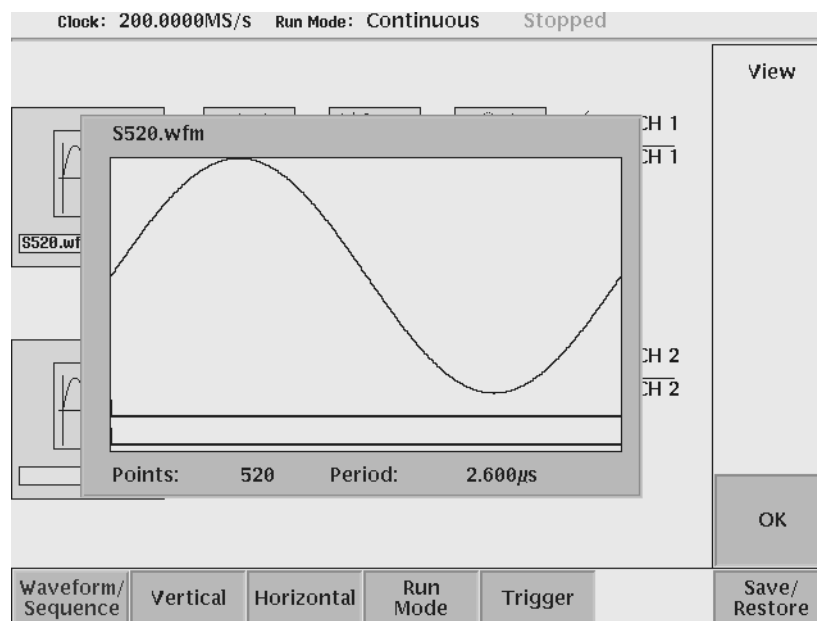 Clock: 200.0000MS/s Run Mode: Continuous Stopped
View
S520.wfm
CH 1
CH 1
S520.wf
CH 2
CH 2
Points: 520 Period: 2.600µs
OK
Waveform/
Sequence
Vertical
Horizontal
Run
Mode
Trigger
Save/
Restore